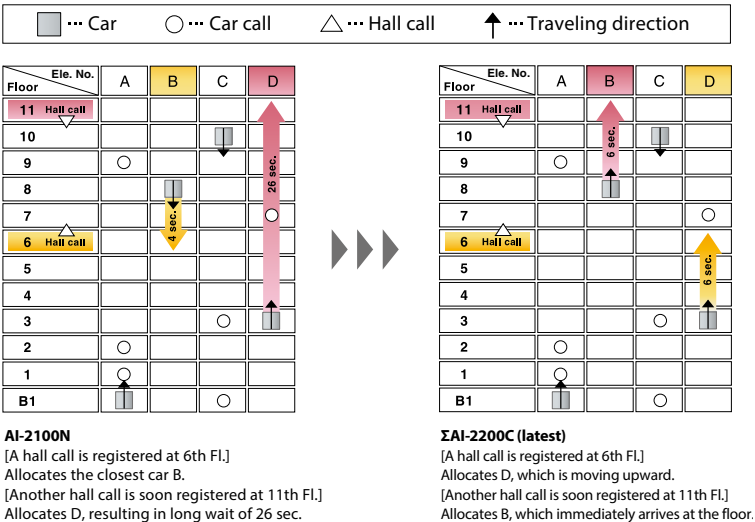 Car
Car call
Hall call
Traveling direction
Ele. No.
Floor
A
B
C
D
11 Hall call
10
9
8
7
6 Hall call
5
4
3
2
1
B1
4 sec.
26 sec.
AI-2100N
[A hall call is registered at 6th Fl.]
Allocates the closest car B.
[Another hall call is soon registered at 11th Fl.]
Allocates D, resulting in long wait of 26 sec.
Ele. No.
Floor
A
B
C
D
11 Hall call
10
9
8
7
6 Hall call
5
4
3
2
1
B1
6 sec.
6 sec.
ΣAI-2200C (latest)
[A hall call is registered at 6th Fl.]
Allocates D, which is moving upward.
[Another hall call is soon registered at 11th Fl.]
Allocates B, which immediately arrives at the floor.